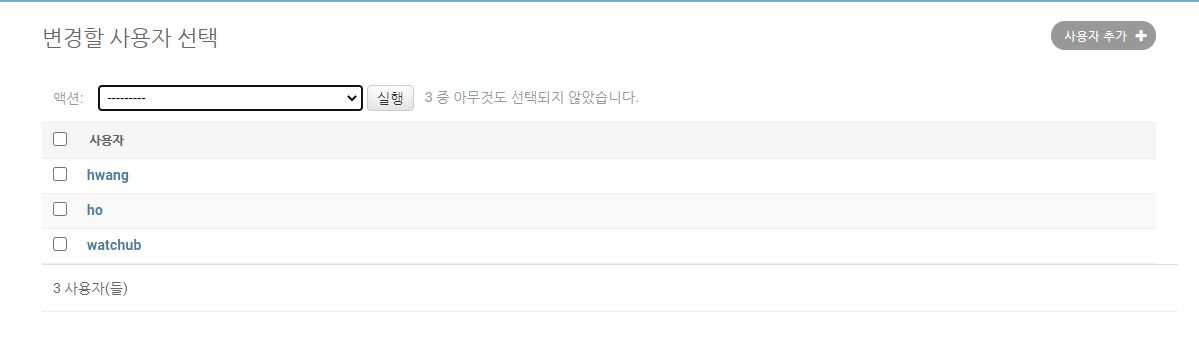 변경할 사용자 선택
사용자 추가 +
액션: --------- 실행 3 중 아무것도 선택되지 않았습니다.
사용자
hwang
ho
watchub
3 사용자(들)